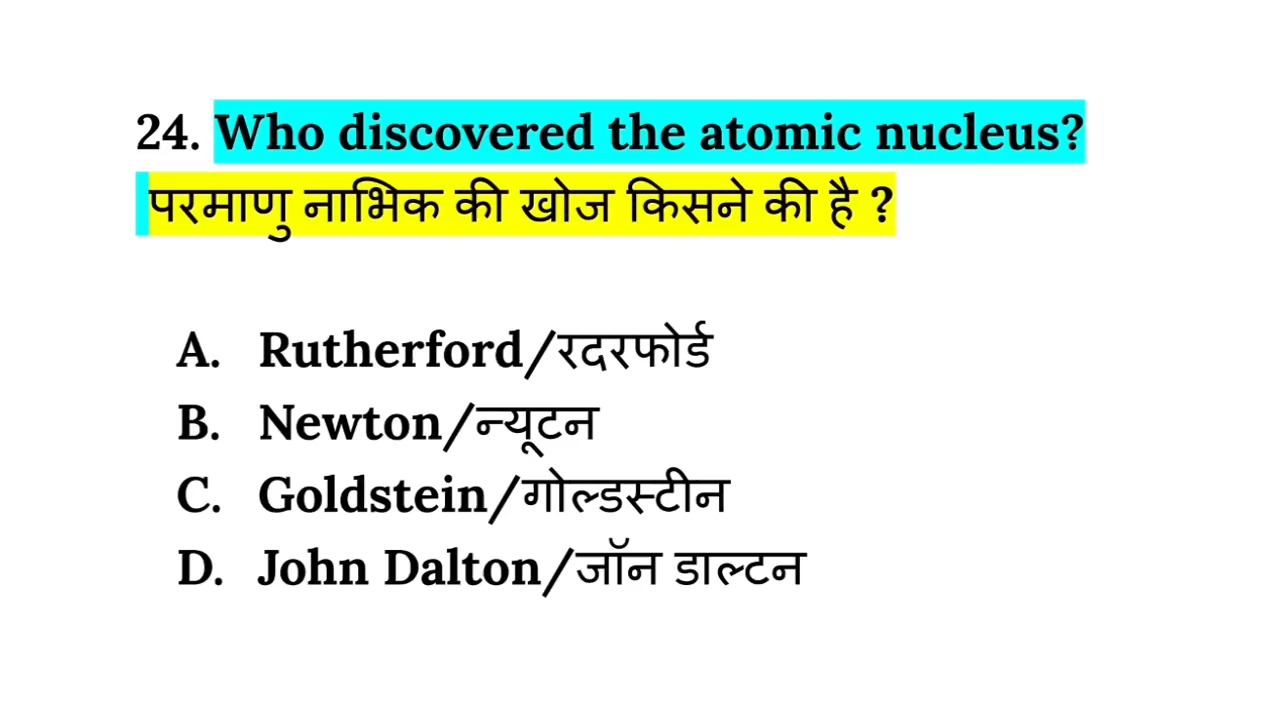 24. Who discovered the atomic nucleus?
परमाणु नाभिक की खोज किसने की है ?
A. Rutherford/रदरफोर्ड
B. Newton/न्यूटन
C. Goldstein/गोल्डस्टीन
D. John Dalton/जॉन डाल्टन